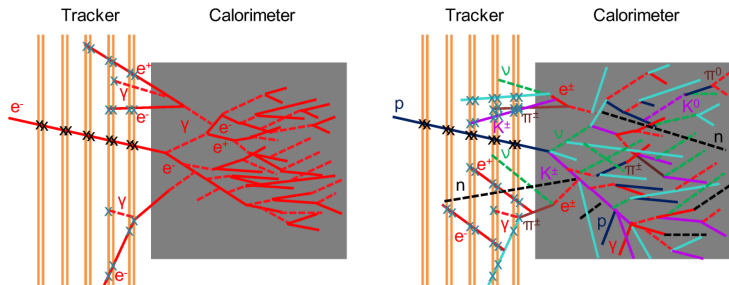 Tracker
Calorimeter
e⁺
γ
e⁻
e⁻
γ
e⁻
e⁺
e⁻
γ
e⁻
Tracker
Calorimeter
ν
e±
π⁰
K⁰
p
K±
π±
n
ν
e⁺
ν
K±
π±
n
e±
γ
e⁻
π±
p
γ